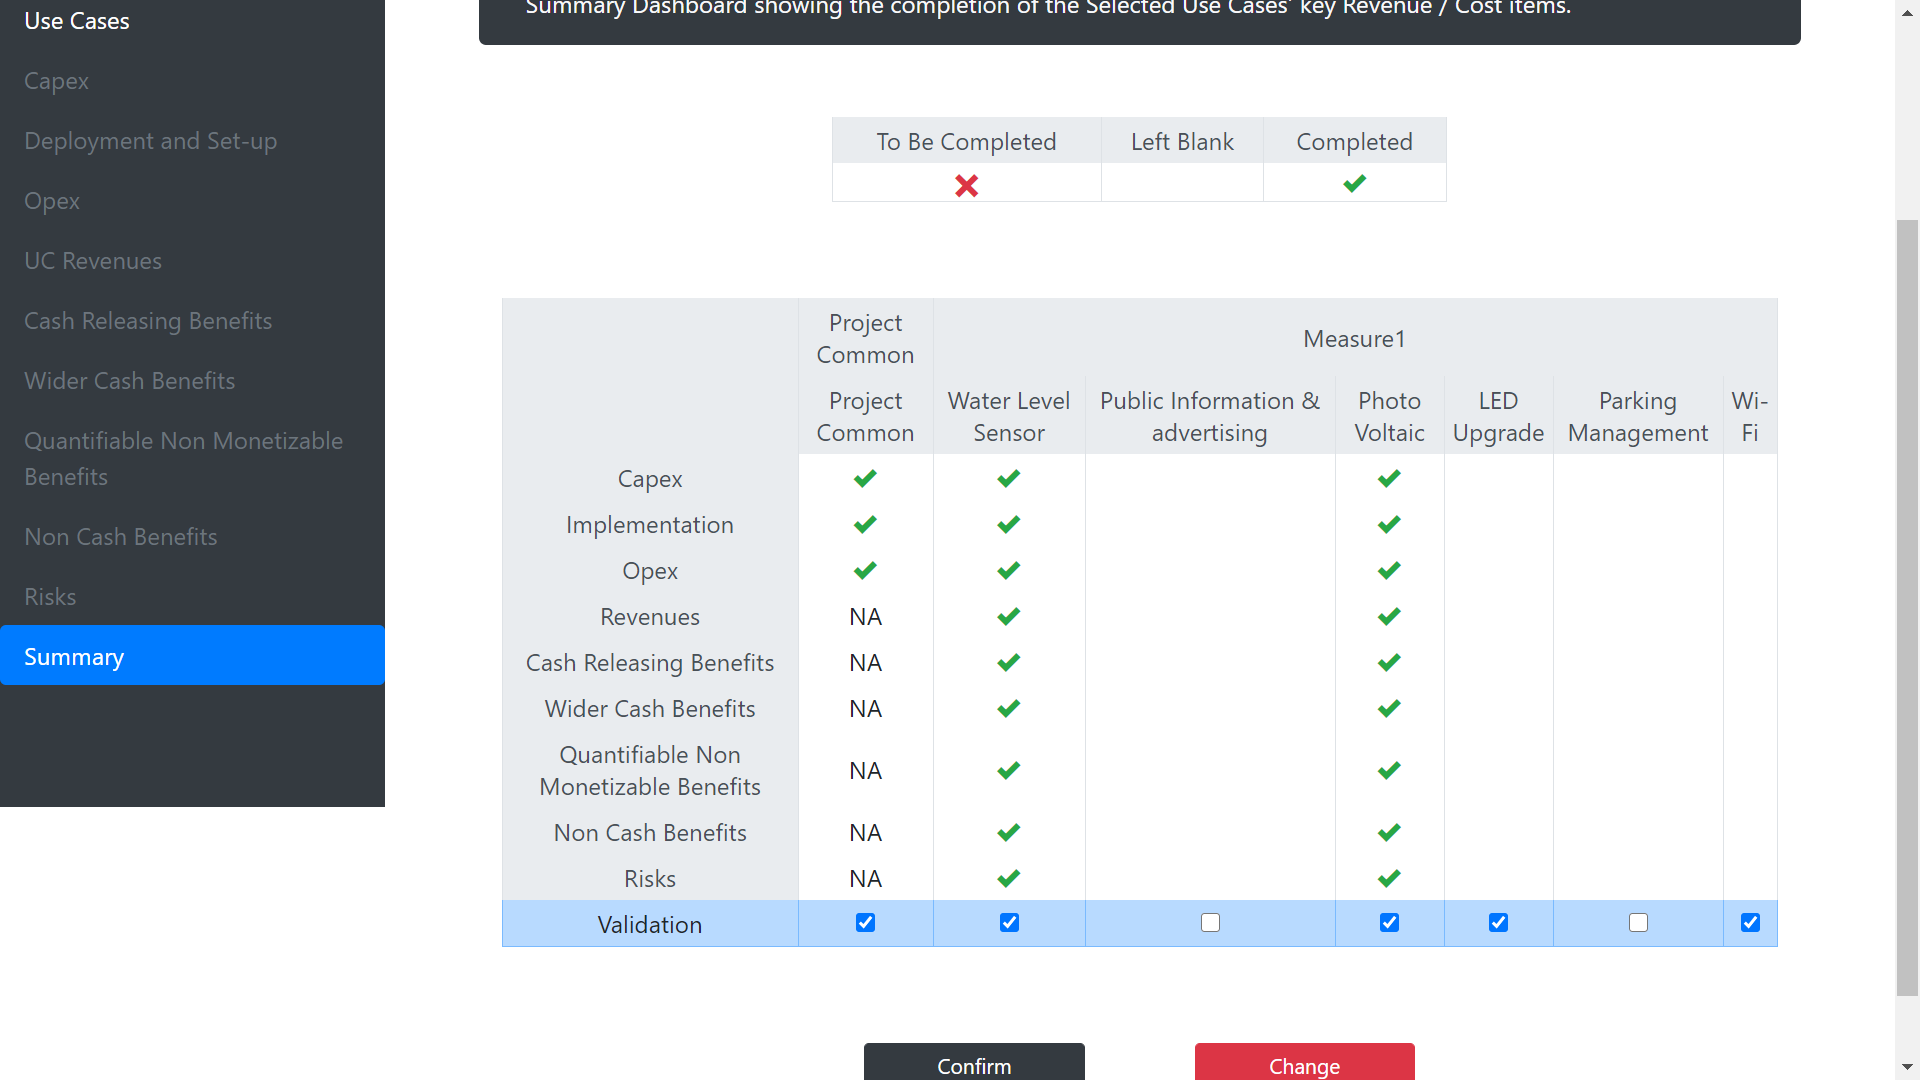 Use Cases
Capex
Deployment and Set-up
Opex
UC Revenues
Cash Releasing Benefits
Wider Cash Benefits
Quantifiable Non Monetizable
Benefits
Non Cash Benefits
Risks
Summary
Summary Dashboard showing the completion of the Selected Use Cases' key Revenue / Cost items.
To Be Completed Left Blank Completed
Project
Common
Measure1
Project
Common
Water Level
Sensor
Public Information &
advertising
Photo
Voltaic
LED
Upgrade
Parking
Management
Wi-
Fi
Capex
Implementation
Opex
Revenues NA
Cash Releasing Benefits NA
Wider Cash Benefits NA
Quantifiable Non
Monetizable Benefits
NA
Non Cash Benefits NA
Risks NA
Validation
Confirm Change